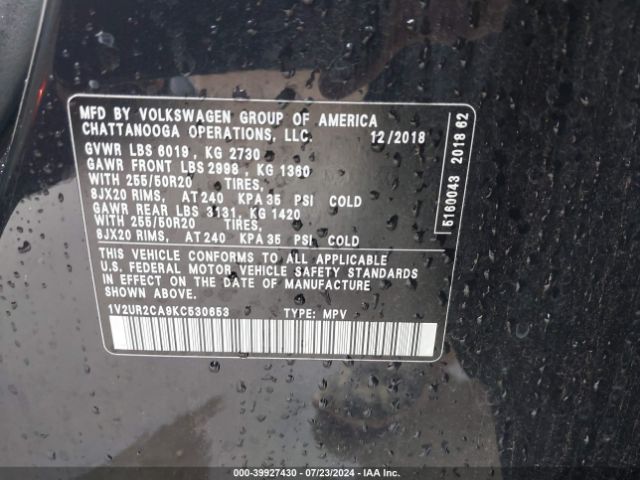 MFD BY VOLKSWAGEN GROUP OF AMERICA
CHATTANOOGA OPERATIONS, LLC. 12/2018
GVWR LBS 6019 , KG 2730
GAWR FRONT LBS 2998 , KG 1360
WITH 255/50R20 TIRES,
8JX20 RIMS, AT 240 KPA 35 PSI COLD
GAWR REAR LBS 3131, KG 1420
WITH 255/50R20 TIRES,
8JX20 RIMS, AT 240 KPA 35 PSI COLD
THIS VEHICLE CONFORMS TO ALL APPLICABLE
U.S. FEDERAL MOTOR VEHICLE SAFETY STANDARDS
IN EFFECT ON THE DATE OF MANUFACTURE
SHOWN ABOVE.
1V2UR2CA9KC530653 TYPE: MPV
5160043 2018 62
000-39927430 - 07/23/2024 - IAA Inc.